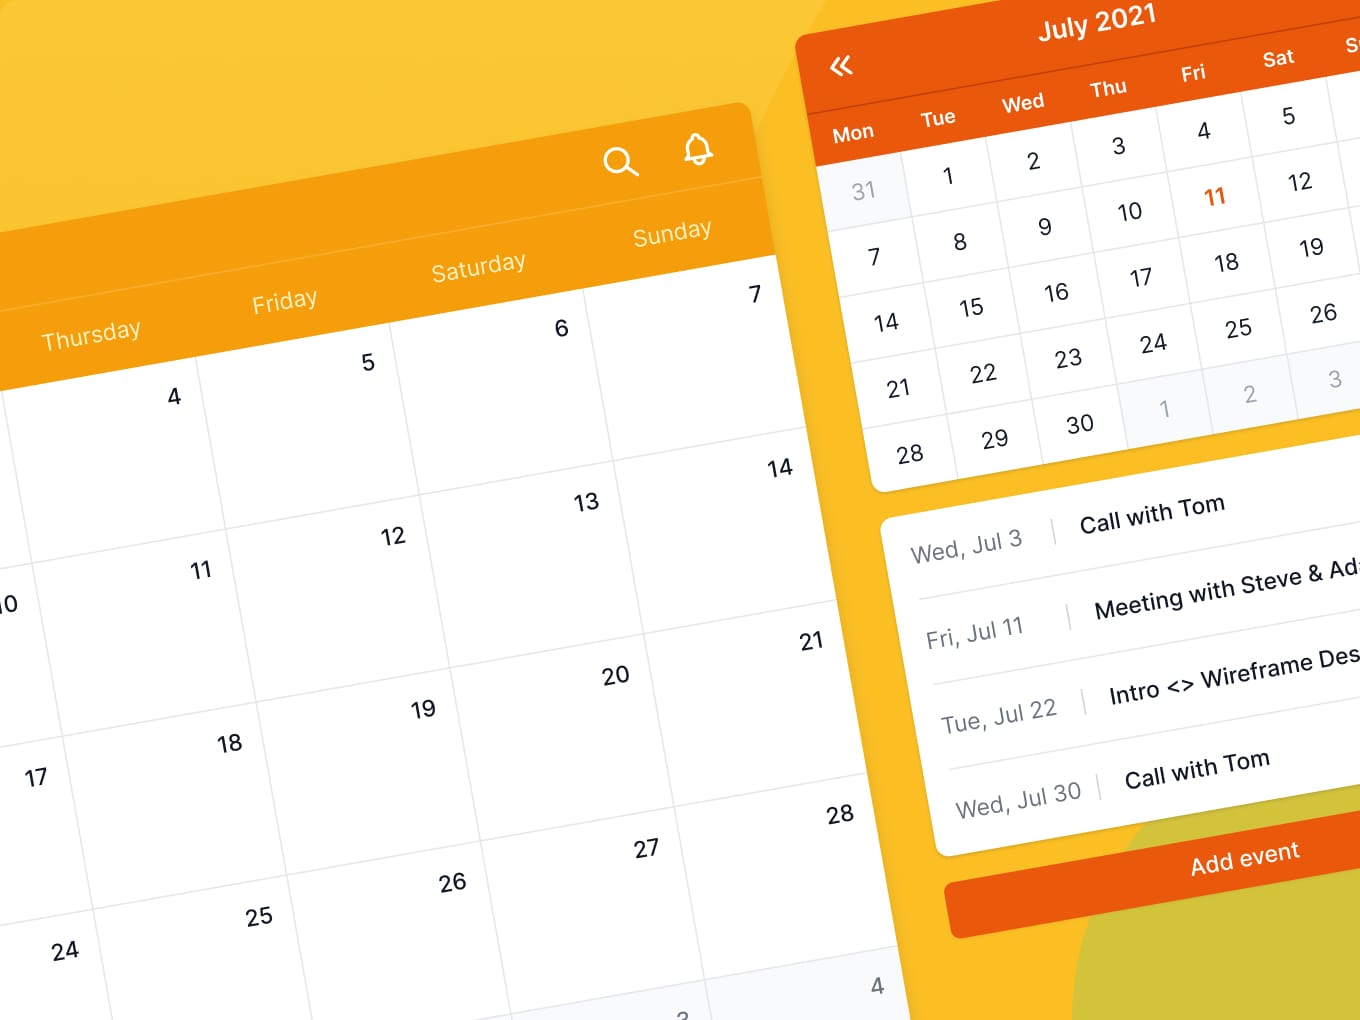 Thursday Friday Saturday Sunday
4 5 6 7
10 11 12 13 14
17 18 19 20 21
24 25 26 27 28
3 4
July 2021
Mon Tue Wed Thu Fri Sat
31 1 2 3 4 5
7 8 9 10 11 12
14 15 16 17 18 19
21 22 23 24 25 26
28 29 30 1 2 3
Wed, Jul 3 Call with Tom
Fri, Jul 11 Meeting with Steve &
Tue, Jul 22 Intro <> Wireframe
Wed, Jul 30 Call with Tom
Add event